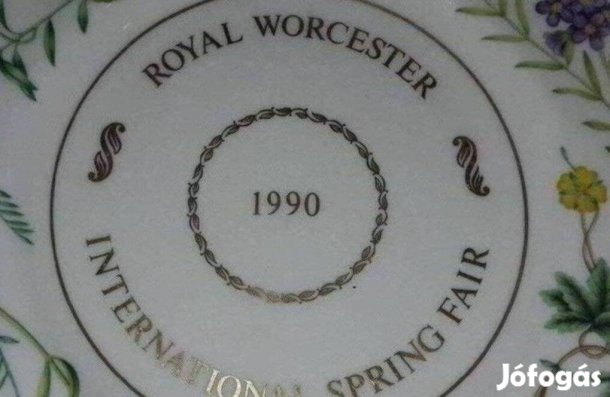 ROYAL WORCESTER
1990
INTERNATIONAL SPRING FAIR
Jófogás